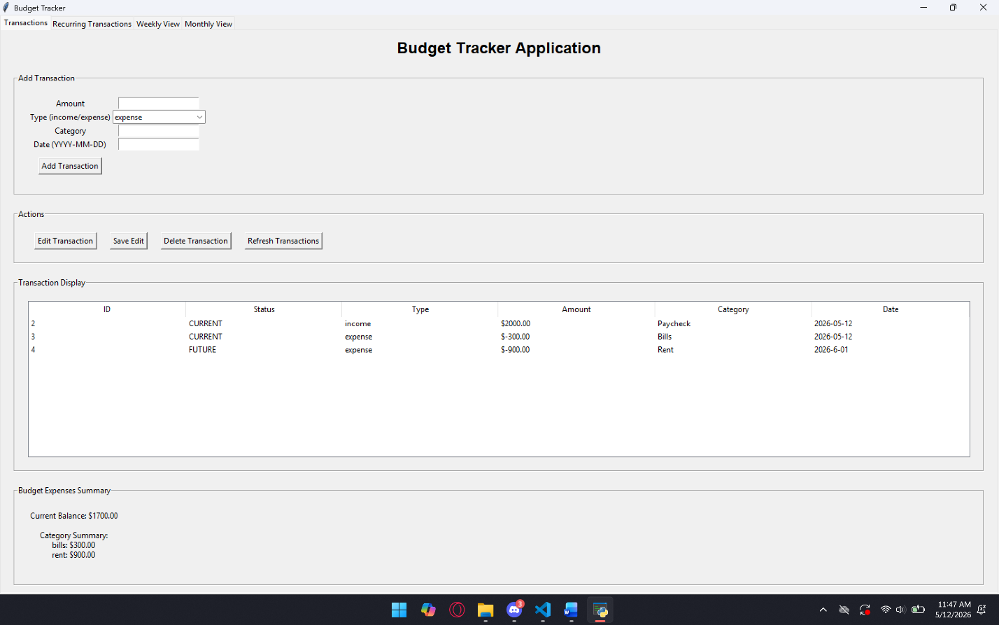 Budget Tracker
Transactions Recurring Transactions Weekly View Monthly View
Budget Tracker Application
Add Transaction
Amount
Type (income/expense) expense
Category
Date (YYYY-MM-DD)
Add Transaction
Actions
Edit Transaction Save Edit Delete Transaction Refresh Transactions
Transaction Display
ID Status Type Amount Category Date
2 CURRENT income $2000.00 Paycheck 2026-05-12
3 CURRENT expense $-300.00 Bills 2026-05-12
4 FUTURE expense $-900.00 Rent 2026-6-01
Budget Expenses Summary
Current Balance: $1700.00
Category Summary:
bills: $300.00
rent: $900.00
3
W
11:47 AM
5/12/2026